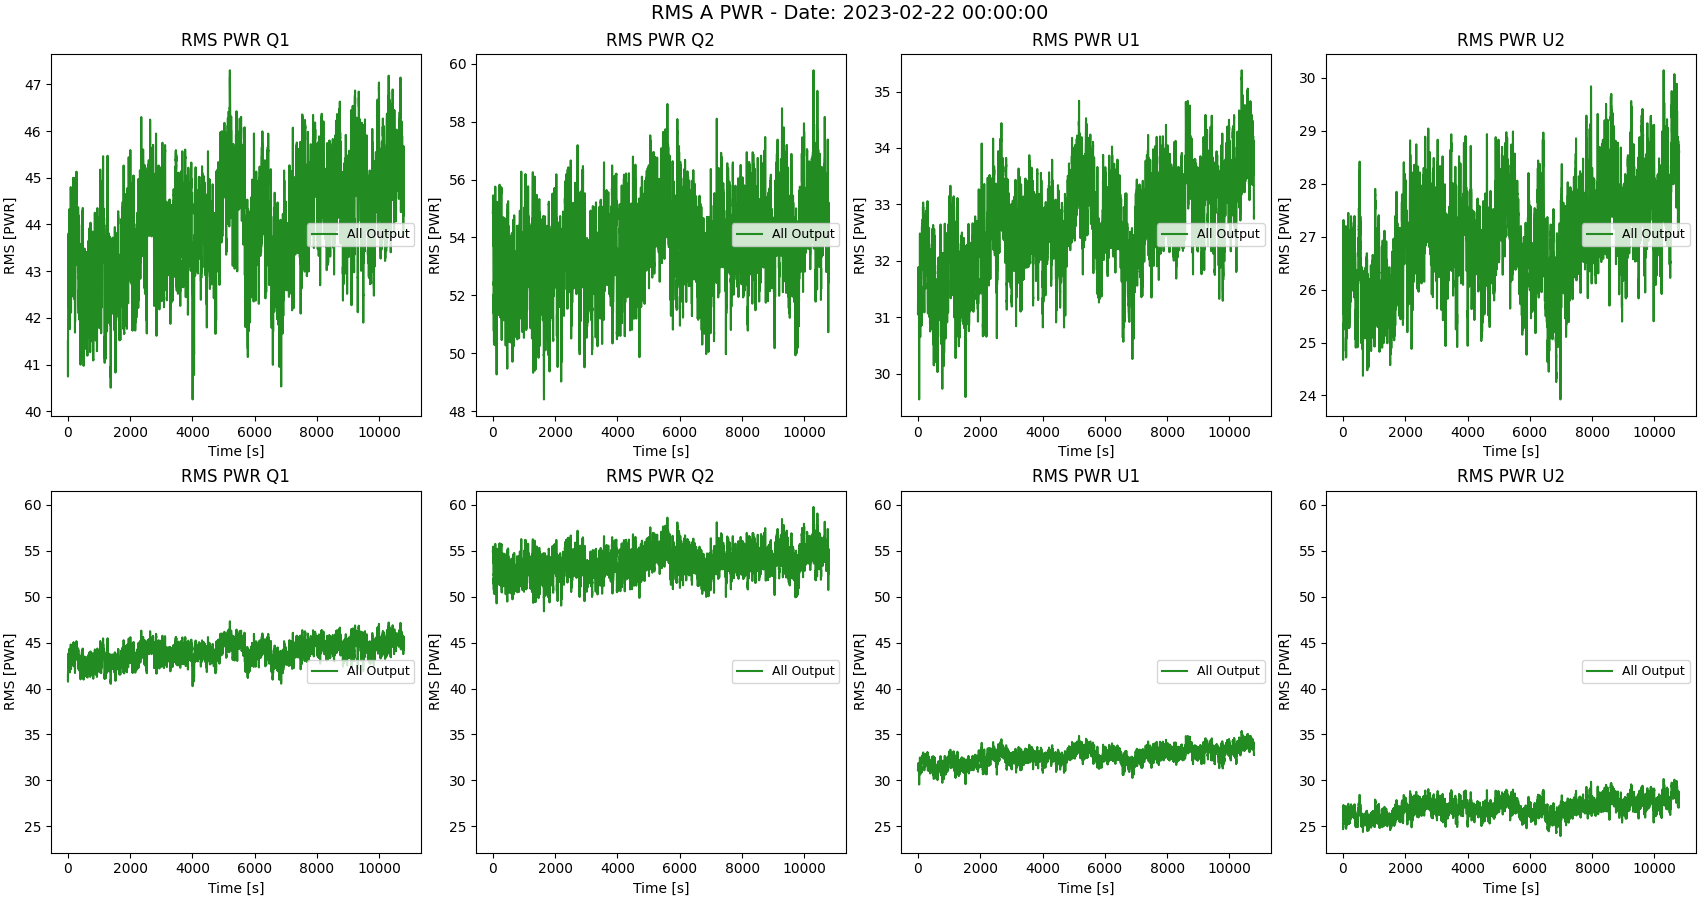 RMS A PWR - Date: 2023-02-22 00:00:00
RMS PWR Q1
RMS [PWR]
47
46
45
44
43
42
41
40
All Output
0 2000 4000 6000 8000 10000
Time [s]
RMS PWR Q2
RMS [PWR]
60
58
56
54
52
50
48
All Output
0 2000 4000 6000 8000 10000
Time [s]
RMS PWR U1
RMS [PWR]
35
34
33
32
31
30
All Output
0 2000 4000 6000 8000 10000
Time [s]
RMS PWR U2
RMS [PWR]
30
29
28
27
26
25
24
All Output
0 2000 4000 6000 8000 10000
Time [s]
RMS PWR Q1
RMS [PWR]
60
55
50
45
40
35
30
25
All Output
0 2000 4000 6000 8000 10000
Time [s]
RMS PWR Q2
RMS [PWR]
60
55
50
45
40
35
30
25
All Output
0 2000 4000 6000 8000 10000
Time [s]
RMS PWR U1
RMS [PWR]
60
55
50
45
40
35
30
25
All Output
0 2000 4000 6000 8000 10000
Time [s]
RMS PWR U2
RMS [PWR]
60
55
50
45
40
35
30
25
All Output
0 2000 4000 6000 8000 10000
Time [s]